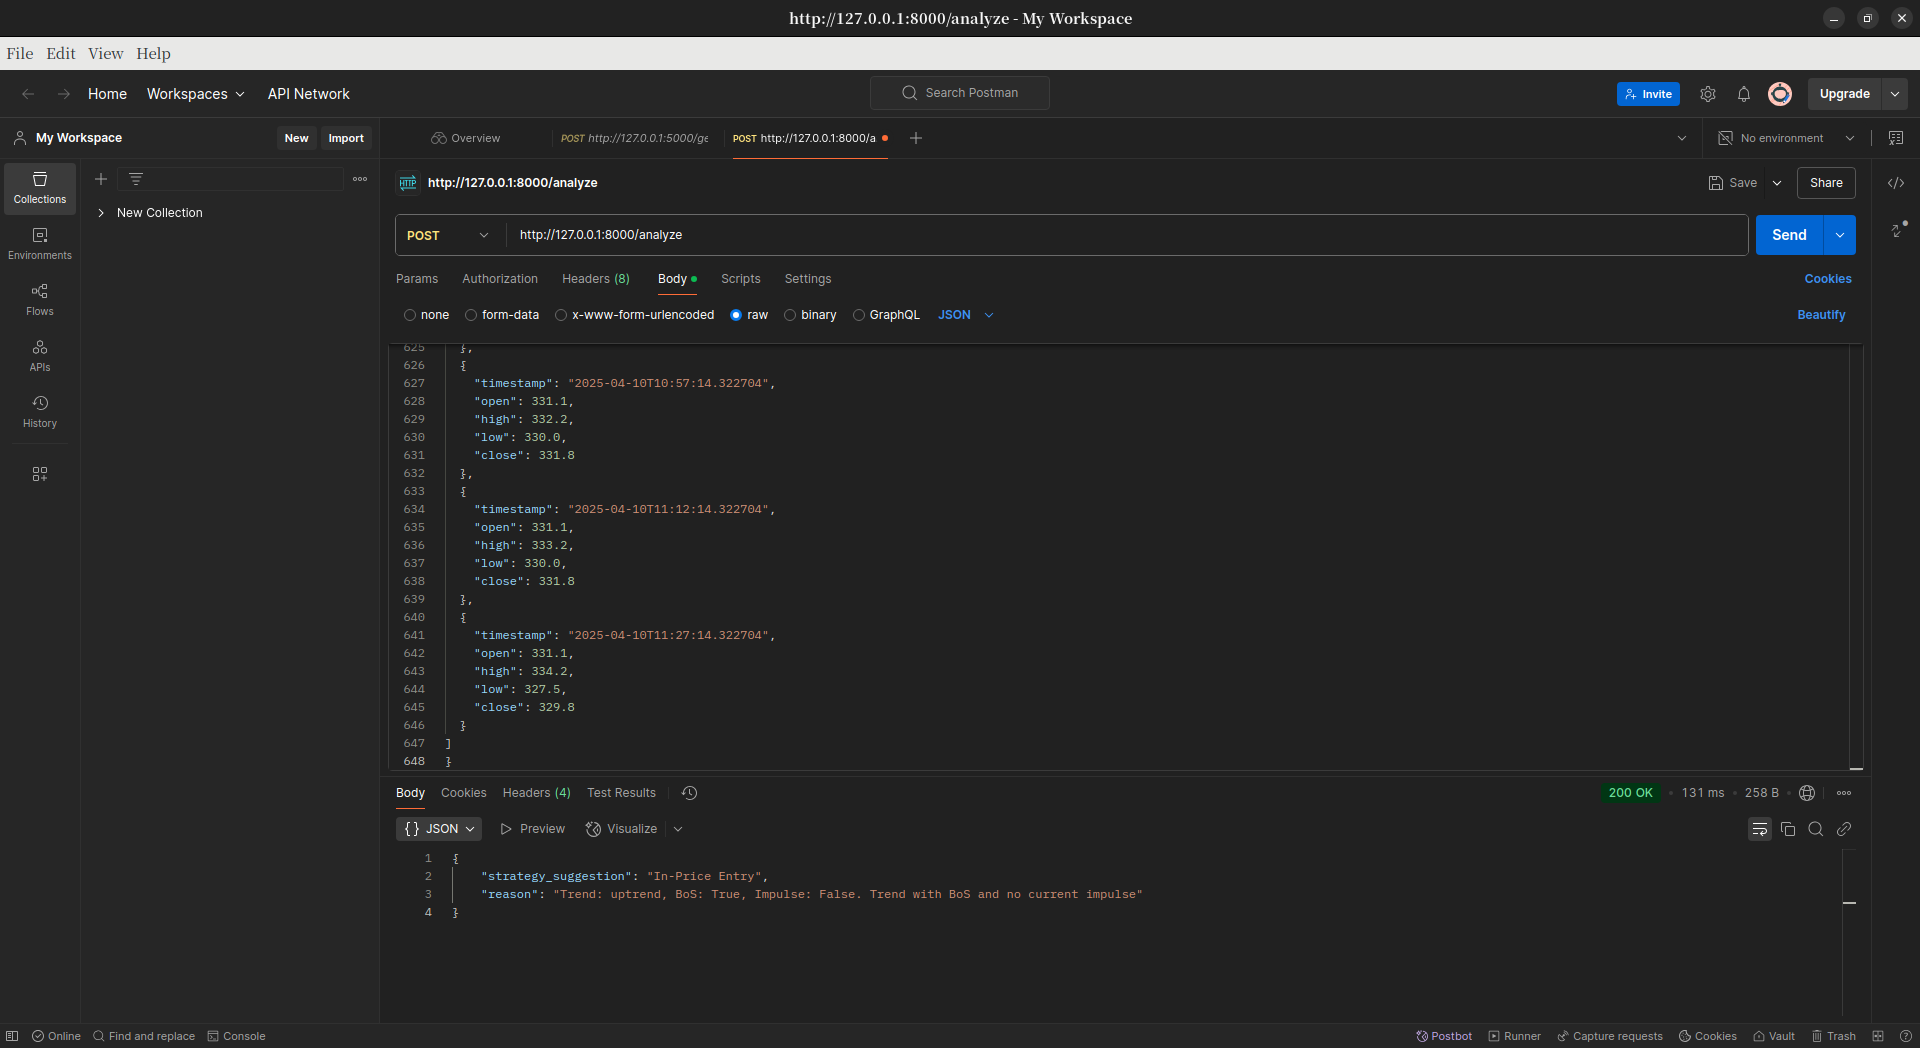 http://127.0.0.1:8000/analyze - My Workspace
File Edit View Help
Home Workspaces API Network
Search Postman
Invite
Upgrade
My Workspace
New Import
Overview
POST http://127.0.0.1:5000/ge
POST http://127.0.0.1:8000/a
No environment
Collections
Environments
Flows
APIs
History
New Collection
HTTP http://127.0.0.1:8000/analyze
Save
Share
POST http://127.0.0.1:8000/analyze
Send
Params Authorization Headers (8) Body Scripts Settings
Cookies
none form-data x-www-form-urlencoded raw binary GraphQL JSON
Beautify
625 },
626 {
627 "timestamp": "2025-04-10T10:57:14.322704",
628 "open": 331.1,
629 "high": 332.2,
630 "low": 330.0,
631 "close": 331.8
632 },
633 {
634 "timestamp": "2025-04-10T11:12:14.322704",
635 "open": 331.1,
636 "high": 333.2,
637 "low": 330.0,
638 "close": 331.8
639 },
640 {
641 "timestamp": "2025-04-10T11:27:14.322704",
642 "open": 331.1,
643 "high": 334.2,
644 "low": 327.5,
645 "close": 329.8
646 }
647 ]
648 }
Body Cookies Headers (4) Test Results
200 OK • 131 ms • 258 B •
{} JSON Preview Visualize
1 {
2 "strategy_suggestion": "In-Price Entry",
3 "reason": "Trend: uptrend, BoS: True, Impulse: False. Trend with BoS and no current impulse"
4 }
Online Find and replace Console
Postbot Runner Capture requests Cookies Vault Trash